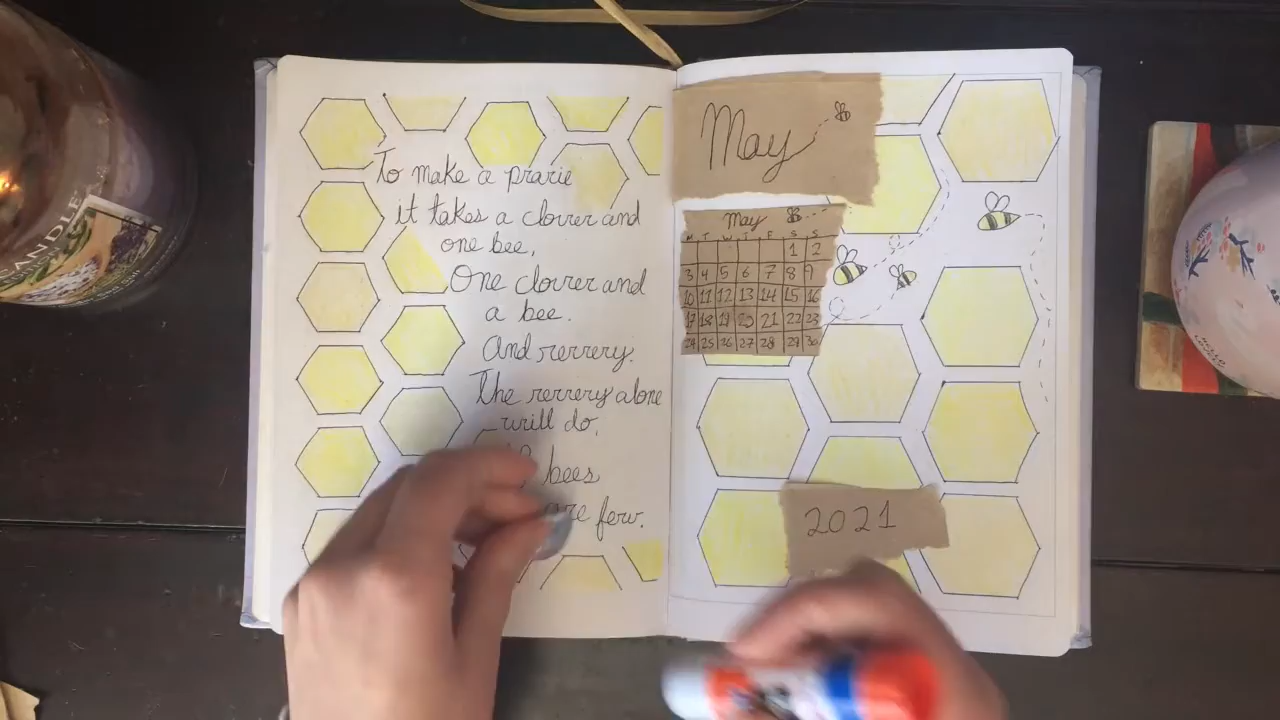 To make a prarie
it takes a clover and
one bee,
One clover and
a bee.
And revery.
The revery alone
will do,
bees
are few.
May
May
M T W T F S S
1 2
3 4 5 6 7 8 9
10 11 12 13 14 15 16
17 18 19 20 21 22 23
24 25 26 27 28 29 30
2021
CANDLE